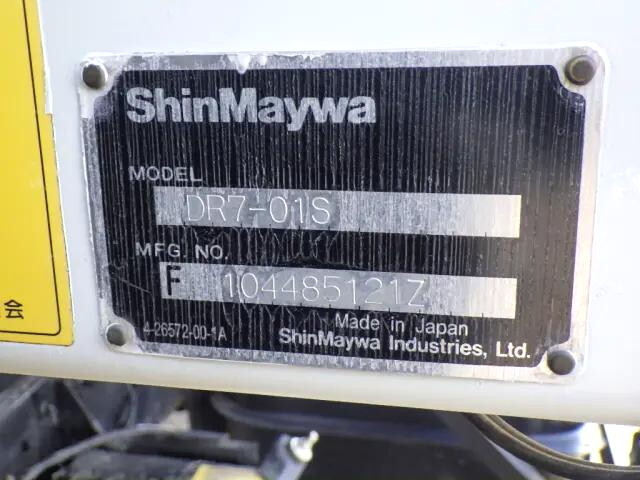 ShinMaywa
MODEL
DR7-01S
MFG. NO.
F 104485121Z
4-26572-00-1A
Made in Japan
ShinMaywa Industries, Ltd.
会